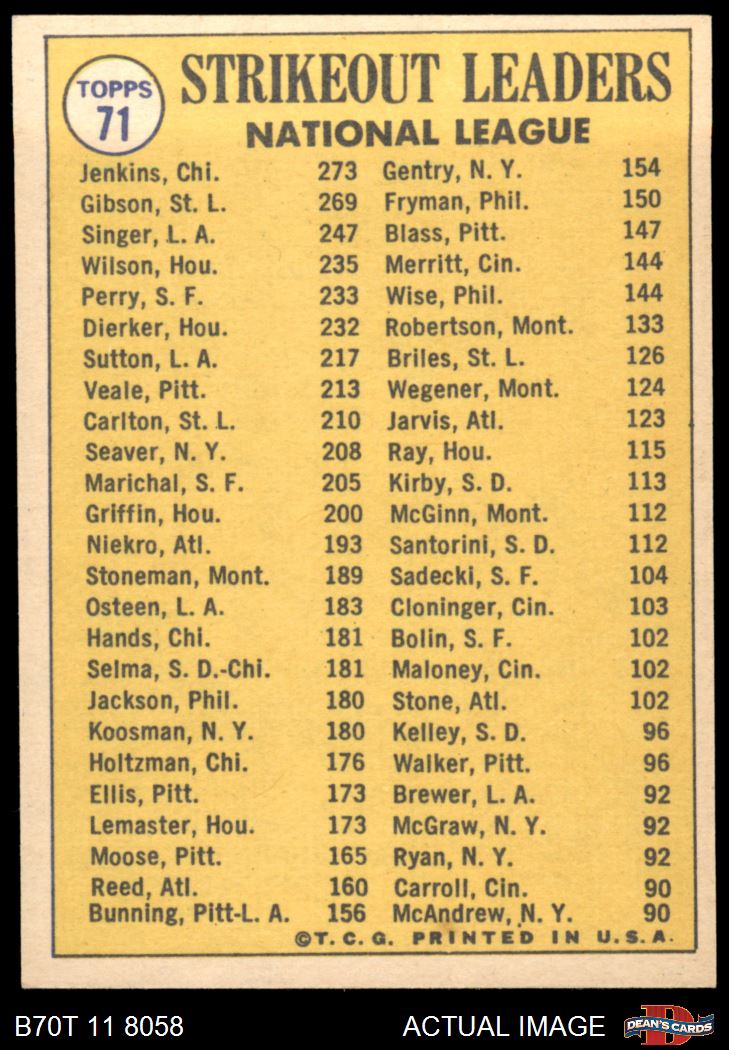 TOPPS
71
STRIKEOUT LEADERS
NATIONAL LEAGUE
Jenkins, Chi. 273 Gentry, N. Y. 154
Gibson, St. L. 269 Fryman, Phil. 150
Singer, L. A. 247 Blass, Pitt. 147
Wilson, Hou. 235 Merritt, Cin. 144
Perry, S. F. 233 Wise, Phil. 144
Dierker, Hou. 232 Robertson, Mont. 133
Sutton, L. A. 217 Briles, St. L. 126
Veale, Pitt. 213 Wegener, Mont. 124
Carlton, St. L. 210 Jarvis, Atl. 123
Seaver, N. Y. 208 Ray, Hou. 115
Marichal, S. F. 205 Kirby, S. D. 113
Griffin, Hou. 200 McGinn, Mont. 112
Niekro, Atl. 193 Santorini, S. D. 112
Stoneman, Mont. 189 Sadecki, S. F. 104
Osteen, L. A. 183 Cloninger, Cin. 103
Hands, Chi. 181 Bolin, S. F. 102
Selma, S. D.-Chi. 181 Maloney, Cin. 102
Jackson, Phil. 180 Stone, Atl. 102
Koosman, N. Y. 180 Kelley, S. D. 96
Holtzman, Chi. 176 Walker, Pitt. 96
Ellis, Pitt. 173 Brewer, L. A. 92
Lemaster, Hou. 173 McGraw, N. Y. 92
Moose, Pitt. 165 Ryan, N. Y. 92
Reed, Atl. 160 Carroll, Cin. 90
Bunning, Pitt-L. A. 156 McAndrew, N. Y. 90
©T. C. G. PRINTED IN U.S.A.
B70T 11 8058 ACTUAL IMAGE D DEAN'S CARDS